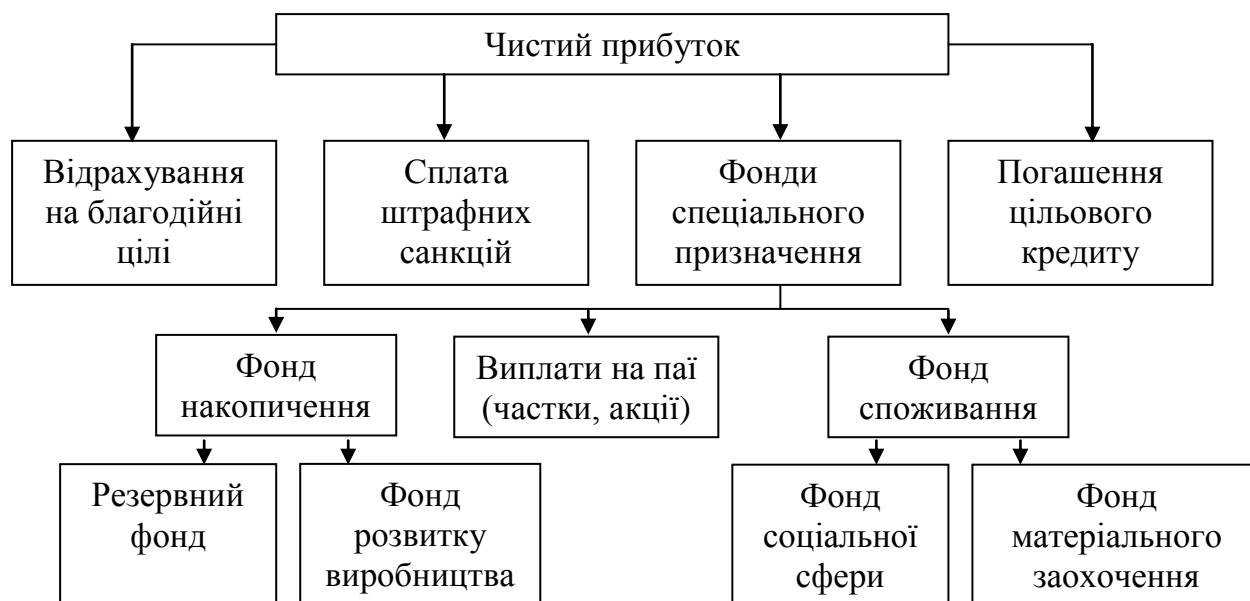 Чистий прибуток
Відрахування
на благодійні
цілі
Сплата
штрафних
санкцій
Фонди
спеціального
призначення
Погашення
цільового
кредиту
Фонд
накопичення
Виплати на паї
(частки, акції)
Фонд
споживання
Резервний
фонд
Фонд
розвитку
виробництва
Фонд
соціальної
сфери
Фонд
матеріального
заохочення